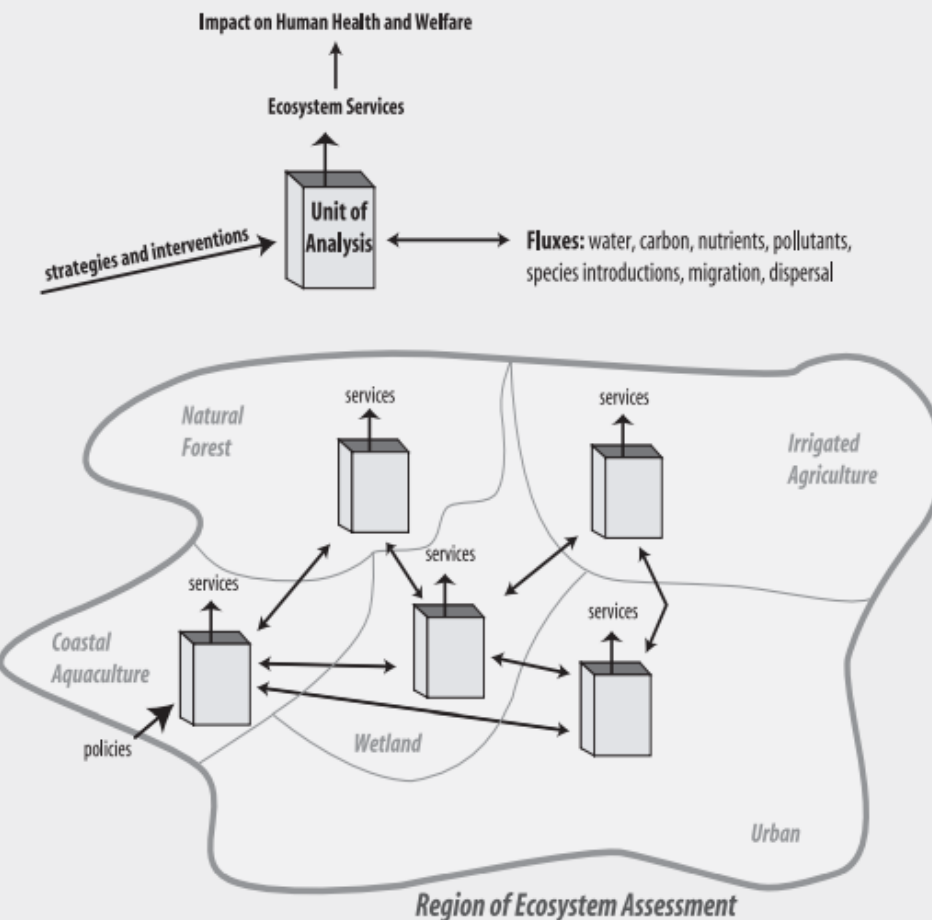 Impact on Human Health and Welfare
Ecosystem Services
Unit of
Analysis
strategies and interventions
Fluxes: water, carbon, nutrients, pollutants,
species introductions, migration, dispersal
services
services
Natural
Forest
Irrigated
Agriculture
services
services
services
Coastal
Aquaculture
policies
Wetland
Urban
Region of Ecosystem Assessment